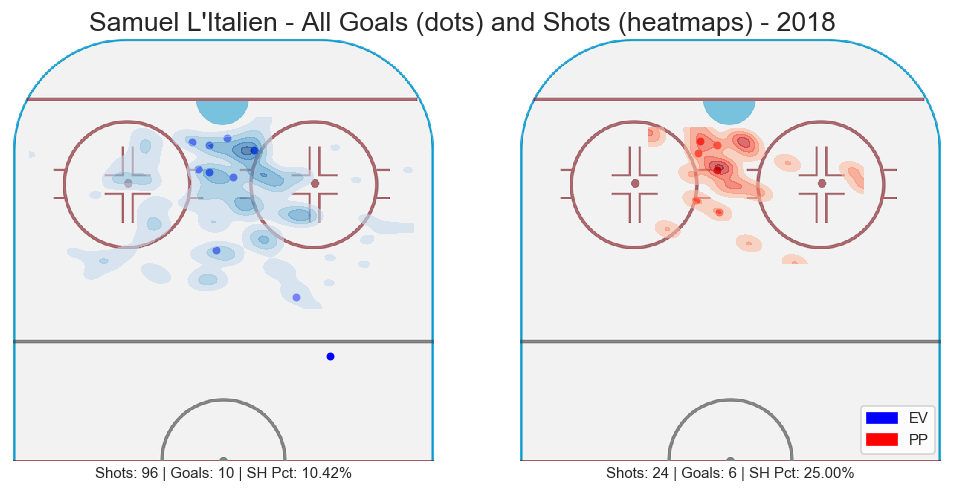 Samuel L'Italien - All Goals (dots) and Shots (heatmaps) - 2018
EV
PP
Shots: 96 | Goals: 10 | SH Pct: 10.42%
Shots: 24 | Goals: 6 | SH Pct: 25.00%